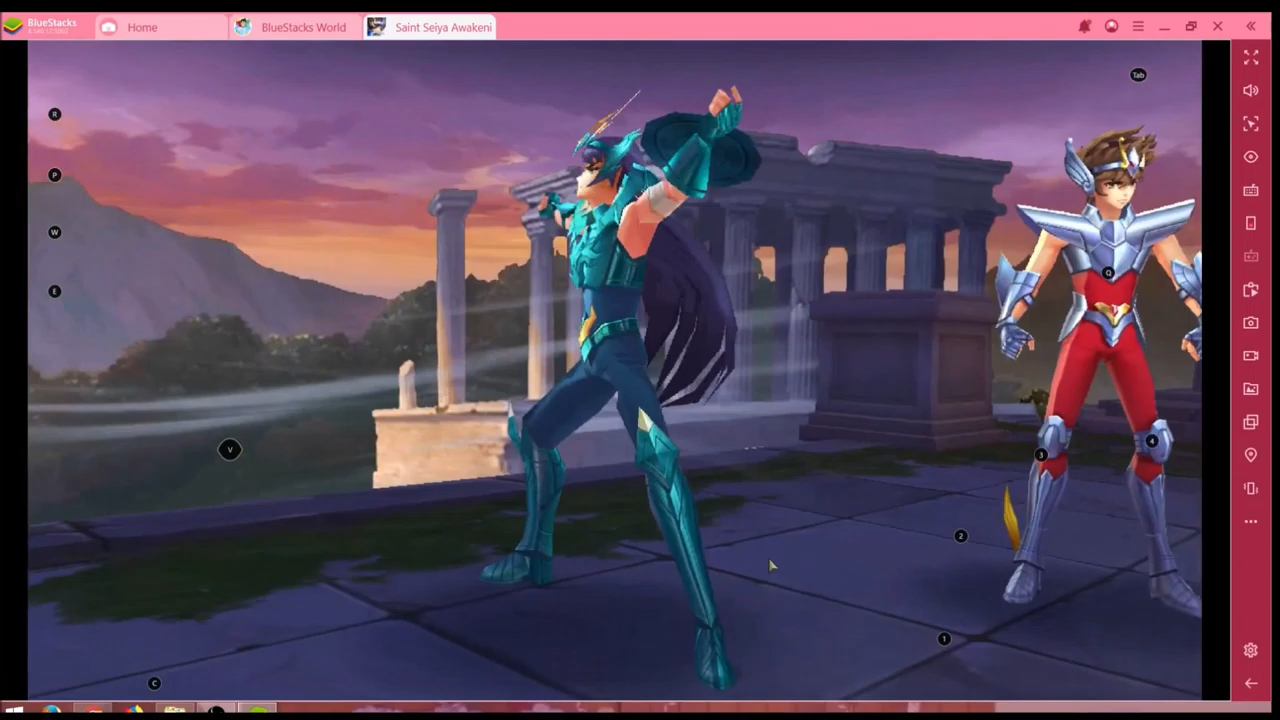 BlueStacks
Home
BlueStacks World
Saint Seiya Awakeni
Tab
R
P
W
E
Q
V
4
3
2
1
C